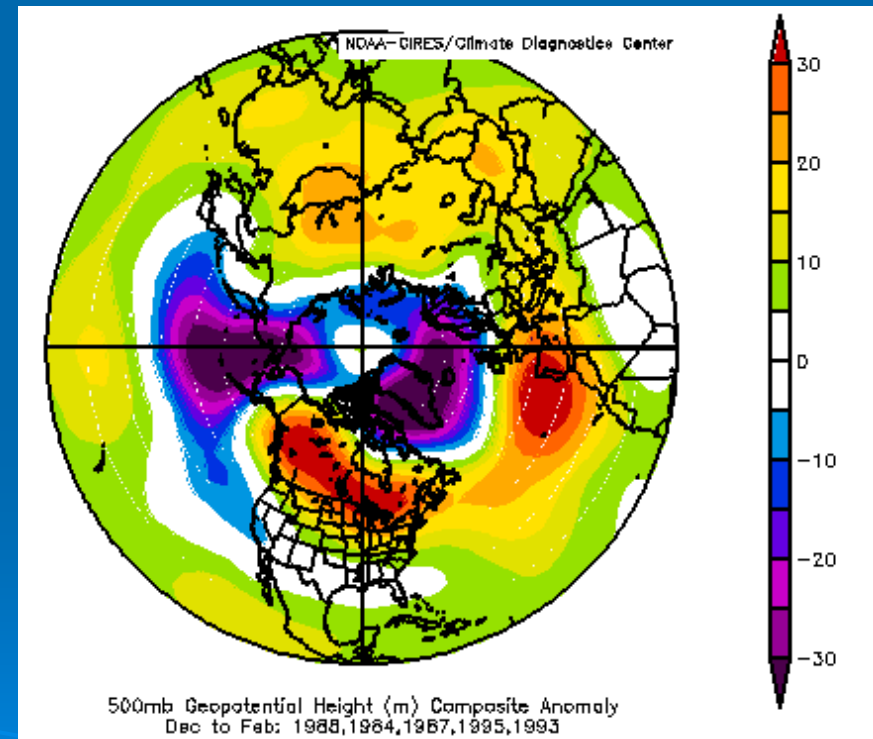 NOAA-CIRES/Climate Diagnostics Center
30
20
10
0
-10
-20
-30
500mb Geopotential Height (m) Composite Anomaly
Dec to Feb: 1988,1984,1987,1995,1993